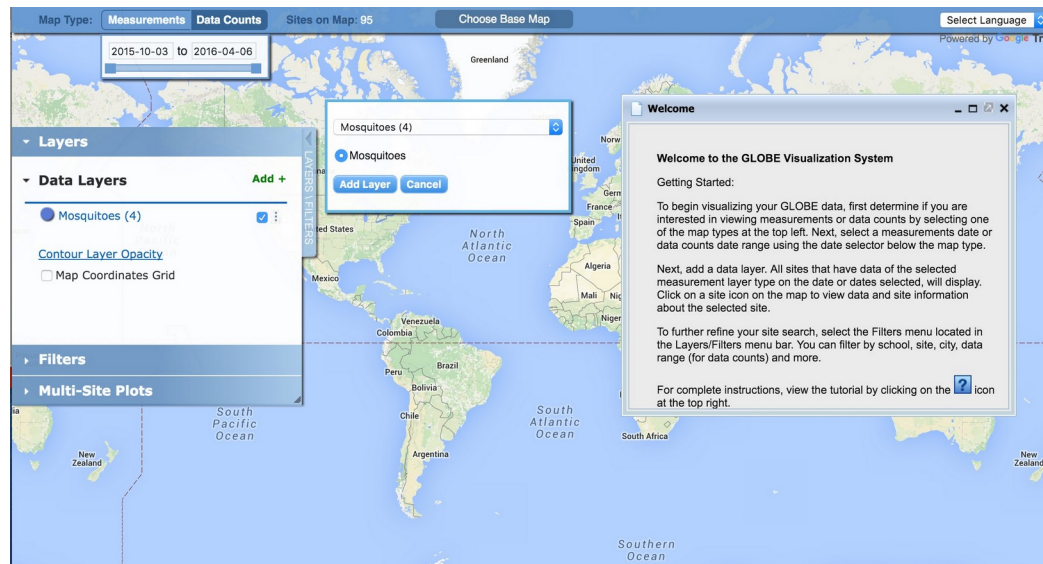 Map Type: Measurements Data Counts Sites on Map: 95 Choose Base Map Select Language
Powered by Google Tr
2015-10-03 to 2016-04-06
Greenland
Layers
Data Layers Add +
Mosquitoes (4)
Contour Layer Opacity
Map Coordinates Grid
Filters
Multi-Site Plots
LAYERS \ FILTERS
Mosquitoes (4)
Mosquitoes
Add Layer Cancel
Welcome
Welcome to the GLOBE Visualization System
Getting Started:
To begin visualizing your GLOBE data, first determine if you are
interested in viewing measurements or data counts by selecting one
of the map types at the top left. Next, select a measurements date or
data counts date range using the date selector below the map type.
Next, add a data layer. All sites that have data of the selected
measurement layer type on the date or dates selected, will display.
Click on a site icon on the map to view data and site information
about the selected site.
To further refine your site search, select the Filters menu located in
the Layers/Filters menu bar. You can filter by school, site, city, data
range (for data counts) and more.
For complete instructions, view the tutorial by clicking on the ? icon
at the top right.
Norw
United
ingdom
Germ
France
Spain
ted States
North
Atlantic
Ocean
Mexico
Algeria
Mali Nig
Niger
Venezuela
Colombia
Brazil
Peru
Bolivia
Chile
Argentina
South
Pacific
Ocean
South
Atlantic
Ocean
South Africa
New
Zealand
New
Zealand
Southern
Ocean